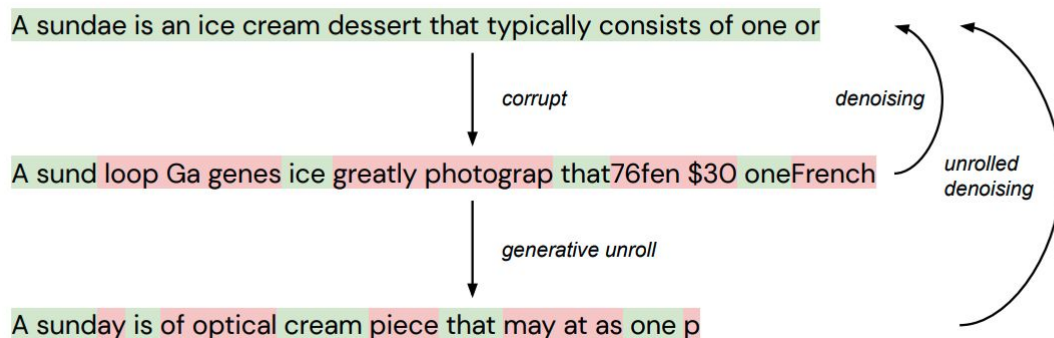 A sundae is an ice cream dessert that typically consists of one or
corrupt
denoising
A sund loop Ga genes ice greatly photograp that76fen $30 oneFrench
unrolled
denoising
generative unroll
A sunday is of optical cream piece that may at as one p